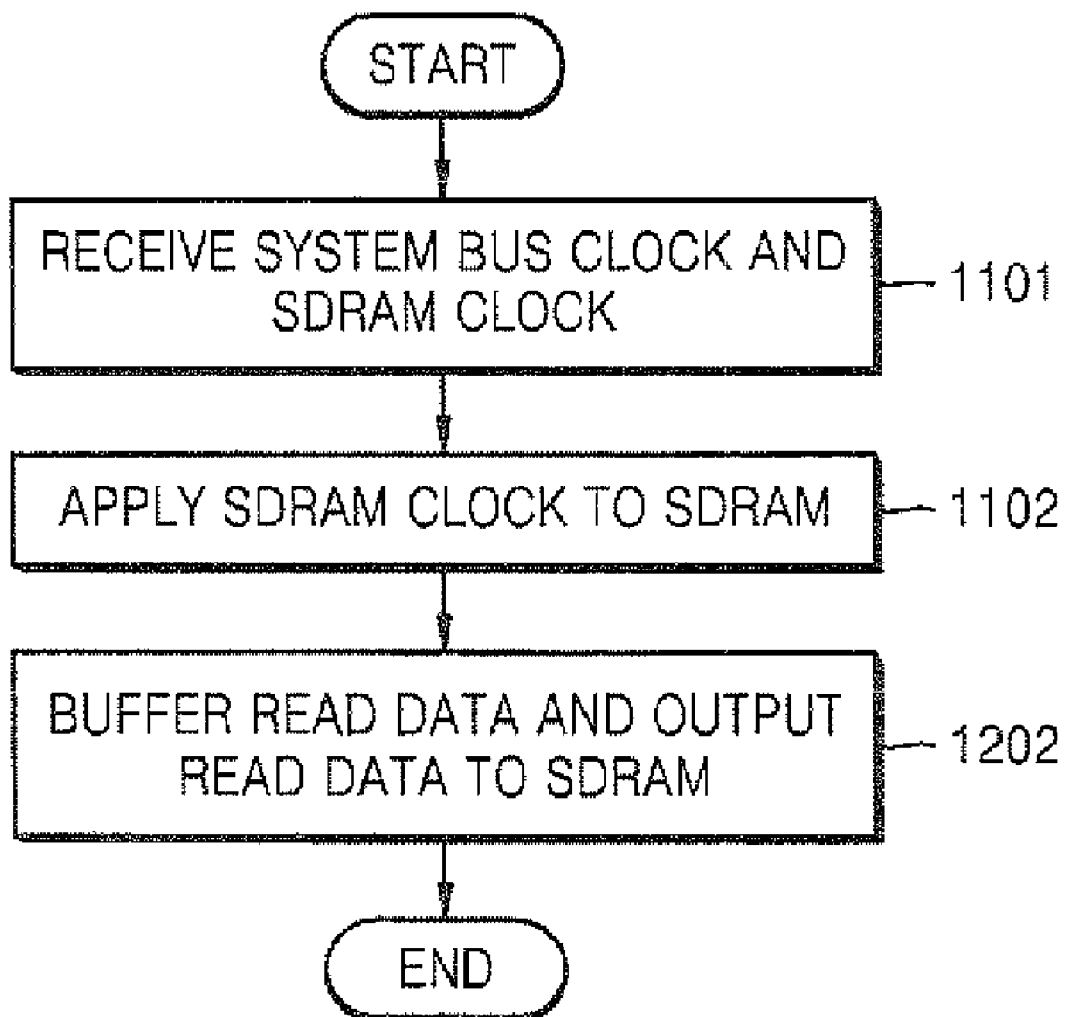 START
RECEIVE SYSTEM BUS CLOCK AND
SDRAM CLOCK
1101
APPLY SDRAM CLOCK TO SDRAM
1102
BUFFER READ DATA AND OUTPUT
READ DATA TO SDRAM
1202
END